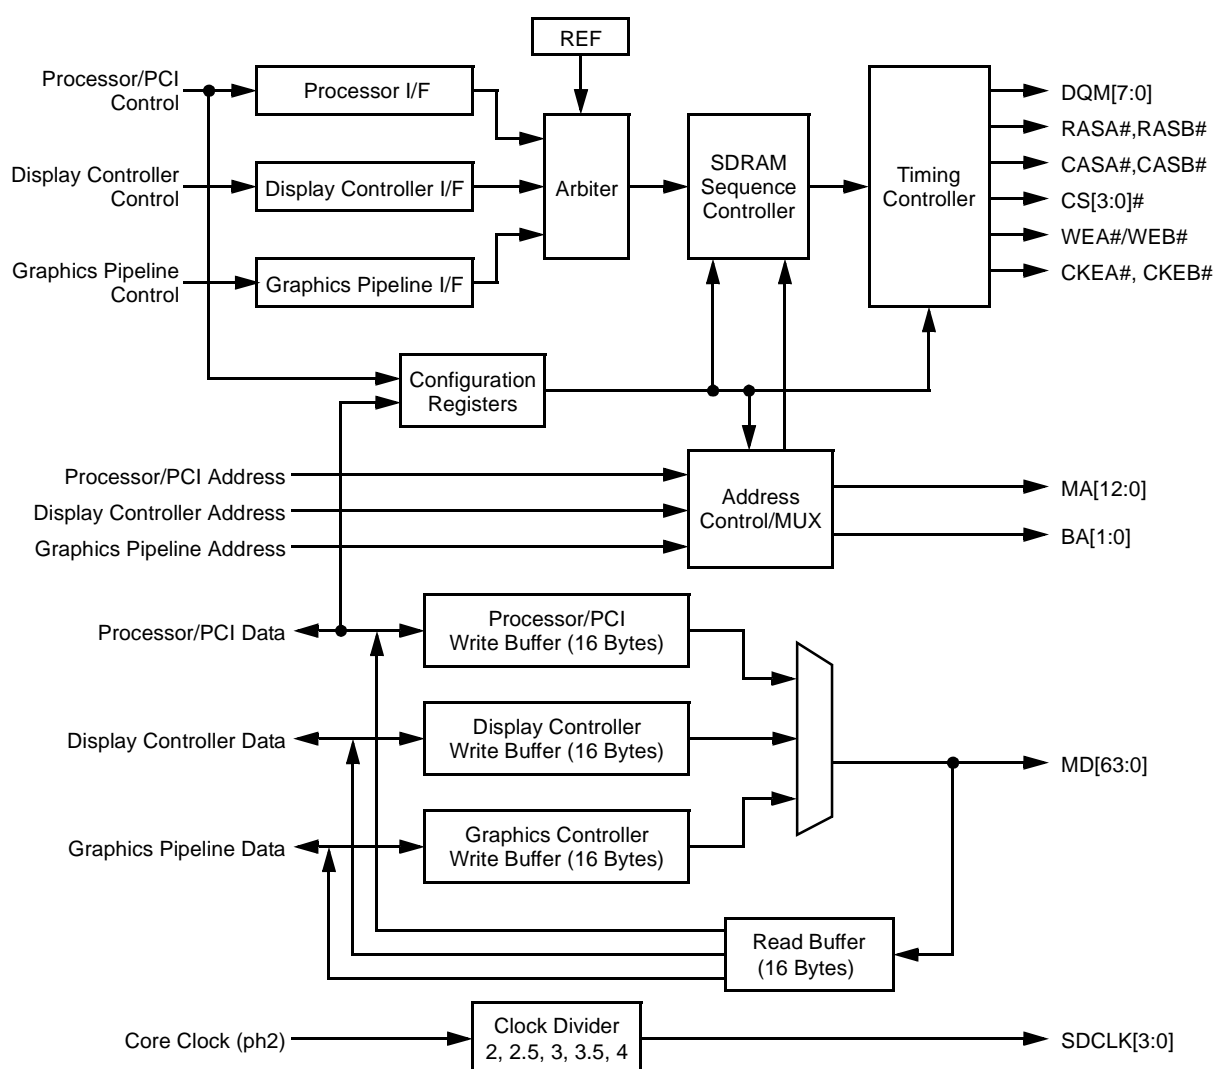 REF
Processor/PCI
Control
Processor I/F
DQM[7:0]
RASA#,RASB#
Display Controller
Control
Display Controller I/F
Arbiter
SDRAM
Sequence
Controller
Timing
Controller
CASA#,CASB#
CS[3:0]#
WEA#/WEB#
Graphics Pipeline
Control
Graphics Pipeline I/F
CKEA#, CKEB#
Configuration
Registers
Processor/PCI Address
Display Controller Address
Graphics Pipeline Address
Address
Control/MUX
MA[12:0]
BA[1:0]
Processor/PCI Data
Processor/PCI
Write Buffer (16 Bytes)
Display Controller Data
Display Controller
Write Buffer (16 Bytes)
MD[63:0]
Graphics Pipeline Data
Graphics Controller
Write Buffer (16 Bytes)
Read Buffer
(16 Bytes)
Core Clock (ph2)
Clock Divider
2, 2.5, 3, 3.5, 4
SDCLK[3:0]